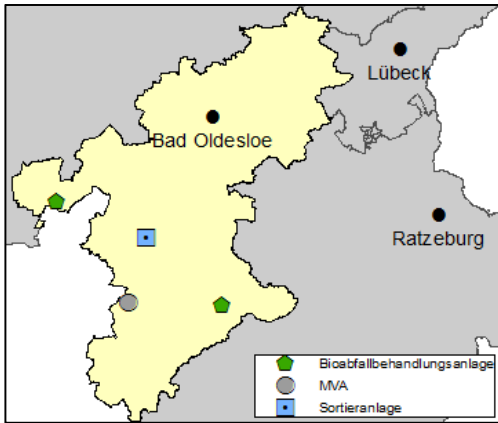 Lübeck
Bad Oldesloe
Ratzeburg
Bioabfallbehandlungsanlage
MVA
Sortieranlage